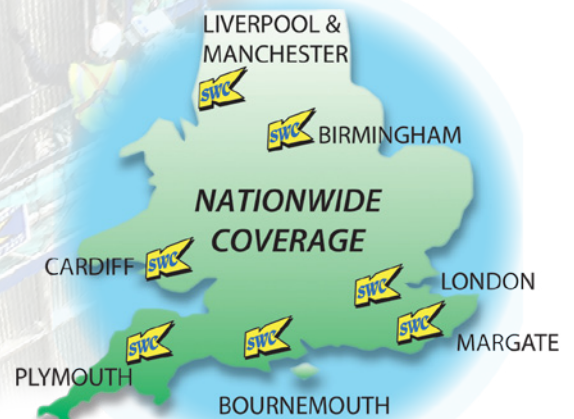 LIVERPOOL &
MANCHESTER
SWC
SWC BIRMINGHAM
NATIONWIDE
COVERAGE
CARDIFF SWC
SWC LONDON
SWC MARGATE
SWC
PLYMOUTH
SWC
BOURNEMOUTH